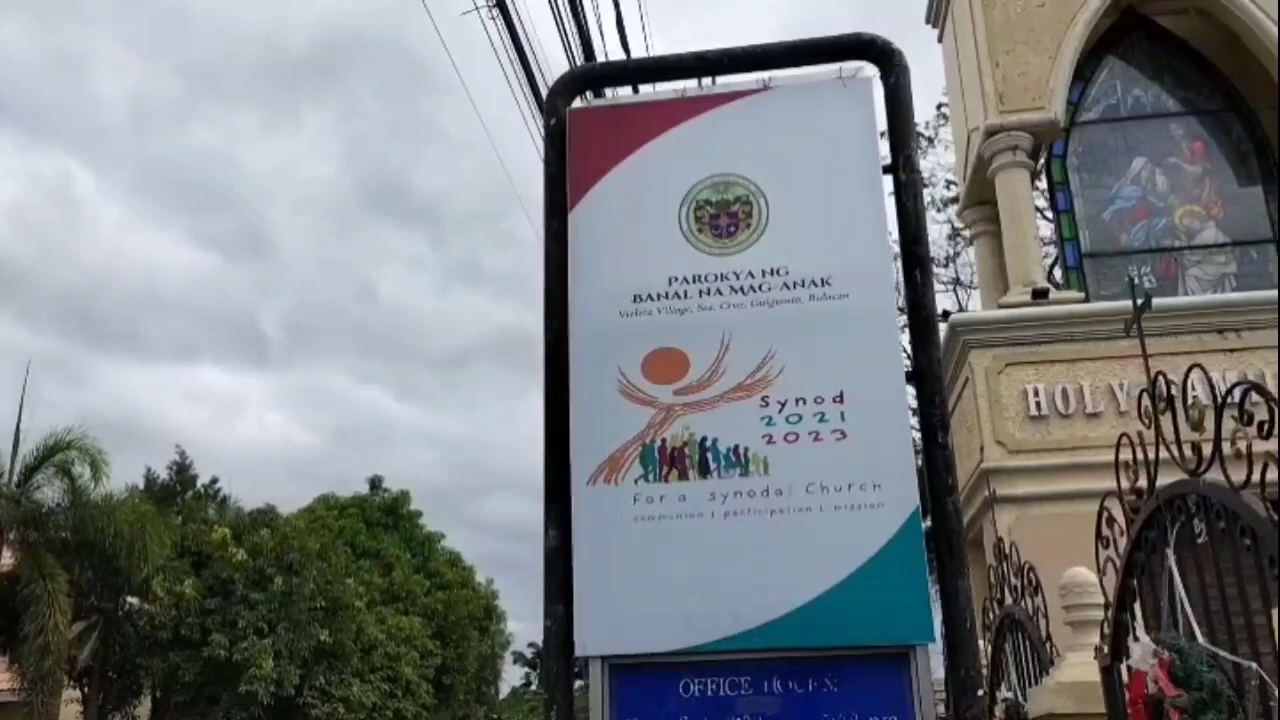 PAROKYA NG
BANAL NA MAG-ANAK
Violeta Village, Sta. Cruz, Guiguinto, Bulacan
Synod
2021
2023
For a synodal Church
communion | participation | mission
OFFICE HOURS:
HOLY FAMI